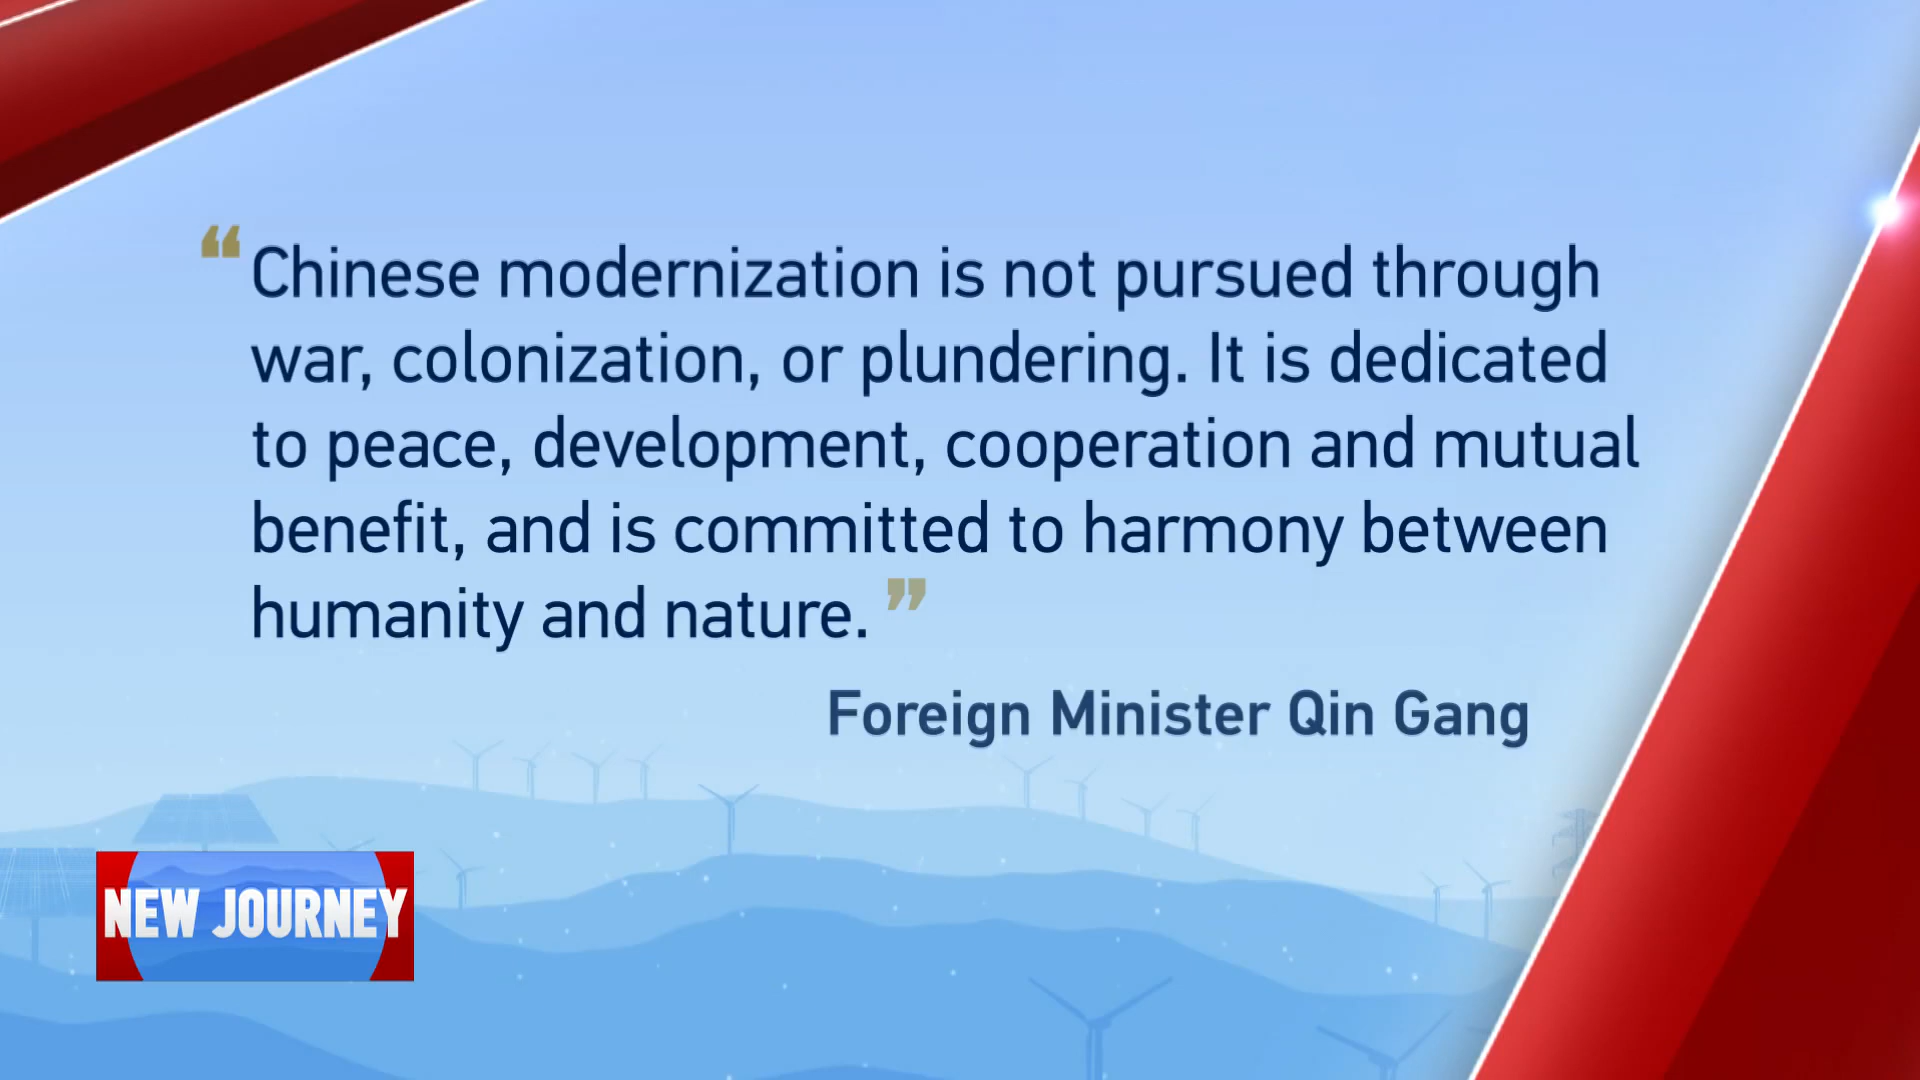 ❝Chinese modernization is not pursued through
war, colonization, or plundering. It is dedicated
to peace, development, cooperation and mutual
benefit, and is committed to harmony between
humanity and nature.❞
Foreign Minister Qin Gang
NEW JOURNEY